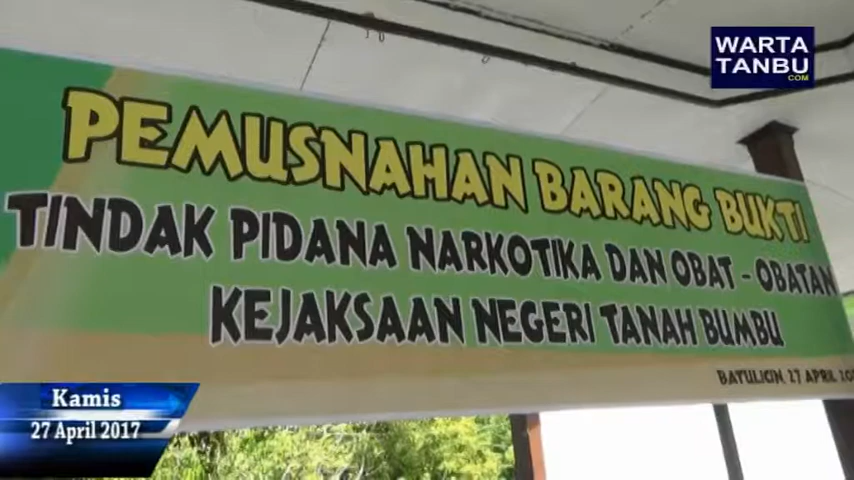 WARTA
TANBU
.COM
PEMUSNAHAN BARANG BUKTI
TINDAK PIDANA NARKOTIKA DAN OBAT - OBATAN
KEJAKSAAN NEGERI TANAH BUMBU
BATULICIN 27 APRIL
Kamis
27 April 2017